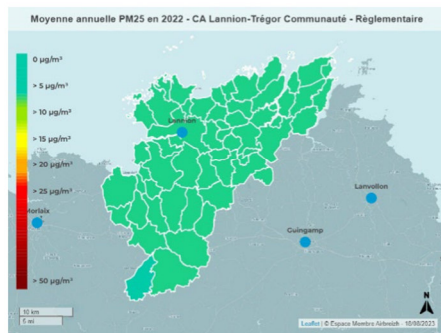 Moyenne annuelle PM25 en 2022 - CA Lannion-Trégor Communauté - Règlementaire
0 µg/m³
> 5 µg/m³
> 10 µg/m³
> 15 µg/m³
> 20 µg/m³
> 25 µg/m³
> 50 µg/m³
Lannion
Lanvollon
Morlaix
Guingamp
10 km
5 mi
N
Leaflet | © Espace Membre Airbreizh - 18/08/2023